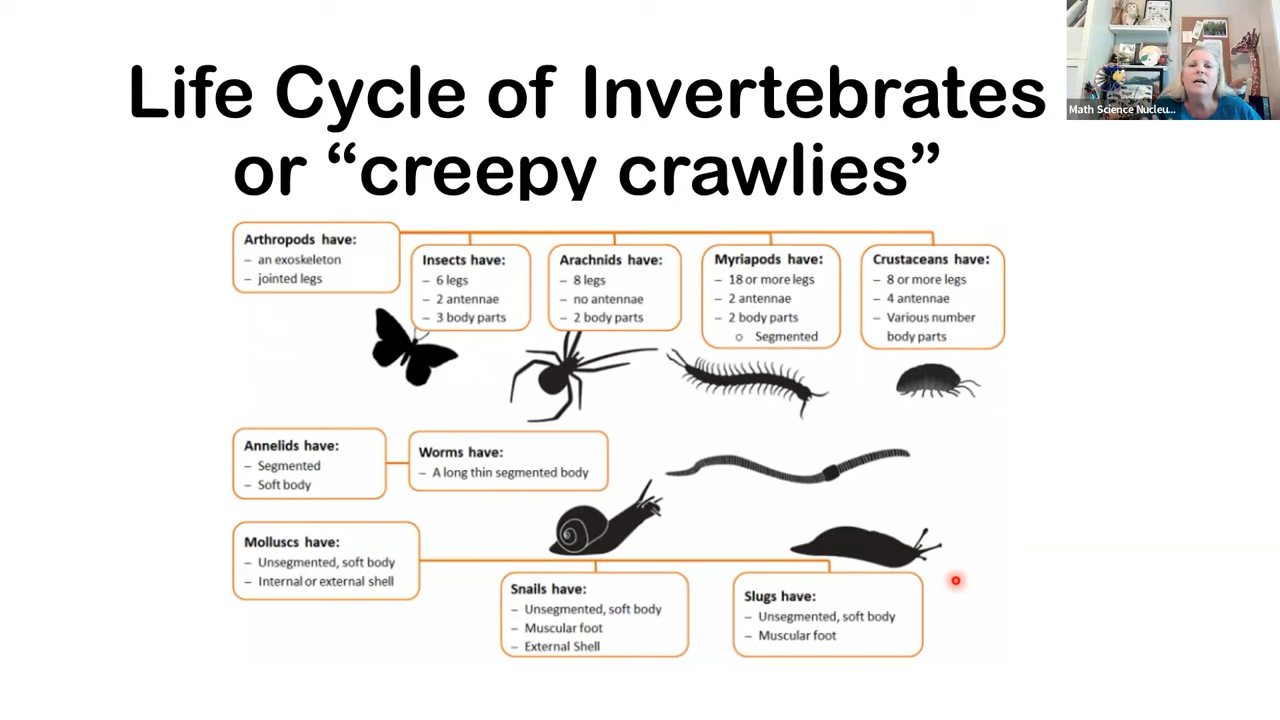 Life Cycle of Invertebrates
or “creepy crawlies”
Math Science Nucleu...
Arthropods have:
– an exoskeleton
– jointed legs
Insects have:
– 6 legs
– 2 antennae
– 3 body parts
Arachnids have:
– 8 legs
– no antennae
– 2 body parts
Myriapods have:
– 18 or more legs
– 2 antennae
– 2 body parts
o Segmented
Crustaceans have:
– 8 or more legs
– 4 antennae
– Various number
body parts
Annelids have:
– Segmented
– Soft body
Worms have:
– A long thin segmented body
Molluscs have:
– Unsegmented, soft body
– Internal or external shell
Snails have:
– Unsegmented, soft body
– Muscular foot
– External Shell
Slugs have:
– Unsegmented, soft body
– Muscular foot